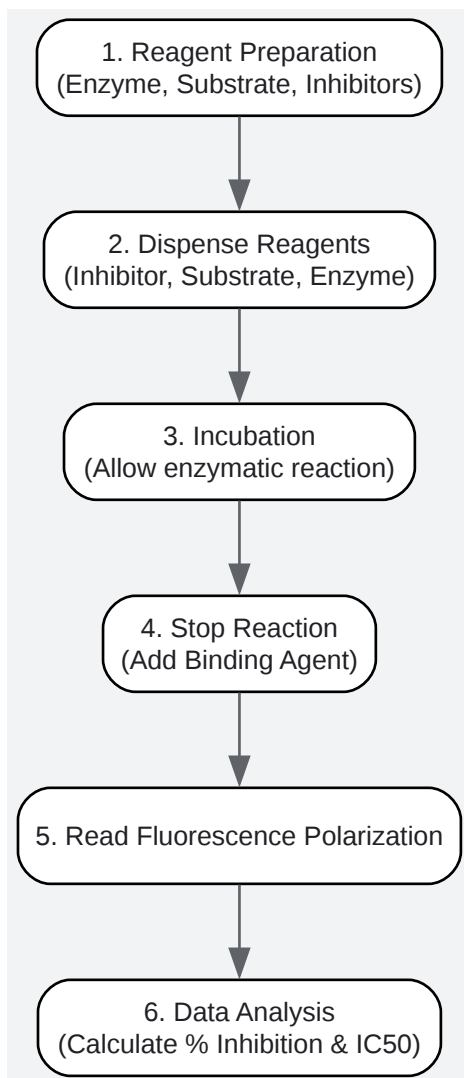 1. Reagent Preparation
(Enzyme, Substrate, Inhibitors)
2. Dispense Reagents
(Inhibitor, Substrate, Enzyme)
3. Incubation
(Allow enzymatic reaction)
4. Stop Reaction
(Add Binding Agent)
5. Read Fluorescence Polarization
6. Data Analysis
(Calculate % Inhibition & IC50)